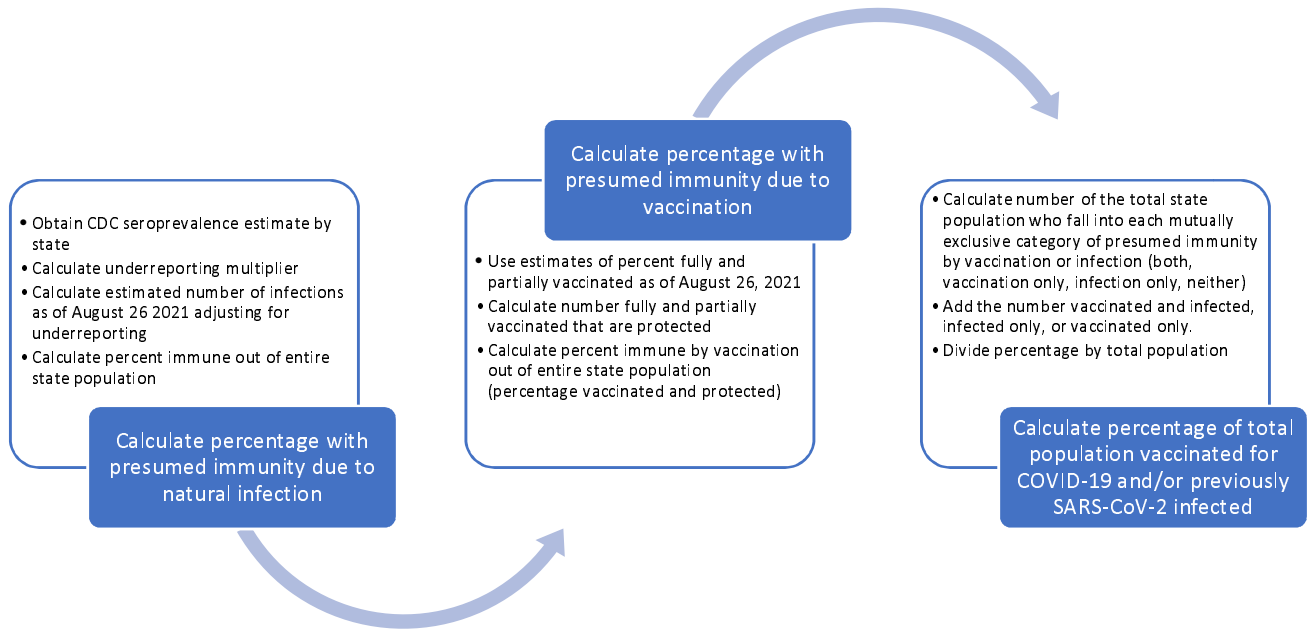 • Obtain CDC seroprevalence estimate by
state
• Calculate underreporting multiplier
• Calculate estimated number of infections
as of August 26 2021 adjusting for
underreporting
• Calculate percent immune out of entire
state population
Calculate percentage with
presumed immunity due to
natural infection
Calculate percentage with
presumed immunity due to
vaccination
• Use estimates of percent fully and
partially vaccinated as of August 26, 2021
• Calculate number fully and partially
vaccinated that are protected
• Calculate percent immune by vaccination
out of entire state population
(percentage vaccinated and protected)
• Calculate number of the total state
population who fall into each mutually
exclusive category of presumed immunity
by vaccination or infection (both,
vaccination only, infection only, neither)
• Add the number vaccinated and infected,
infected only, or vaccinated only.
• Divide percentage by total population
Calculate percentage of total
population vaccinated for
COVID-19 and/or previously
SARS-CoV-2 infected